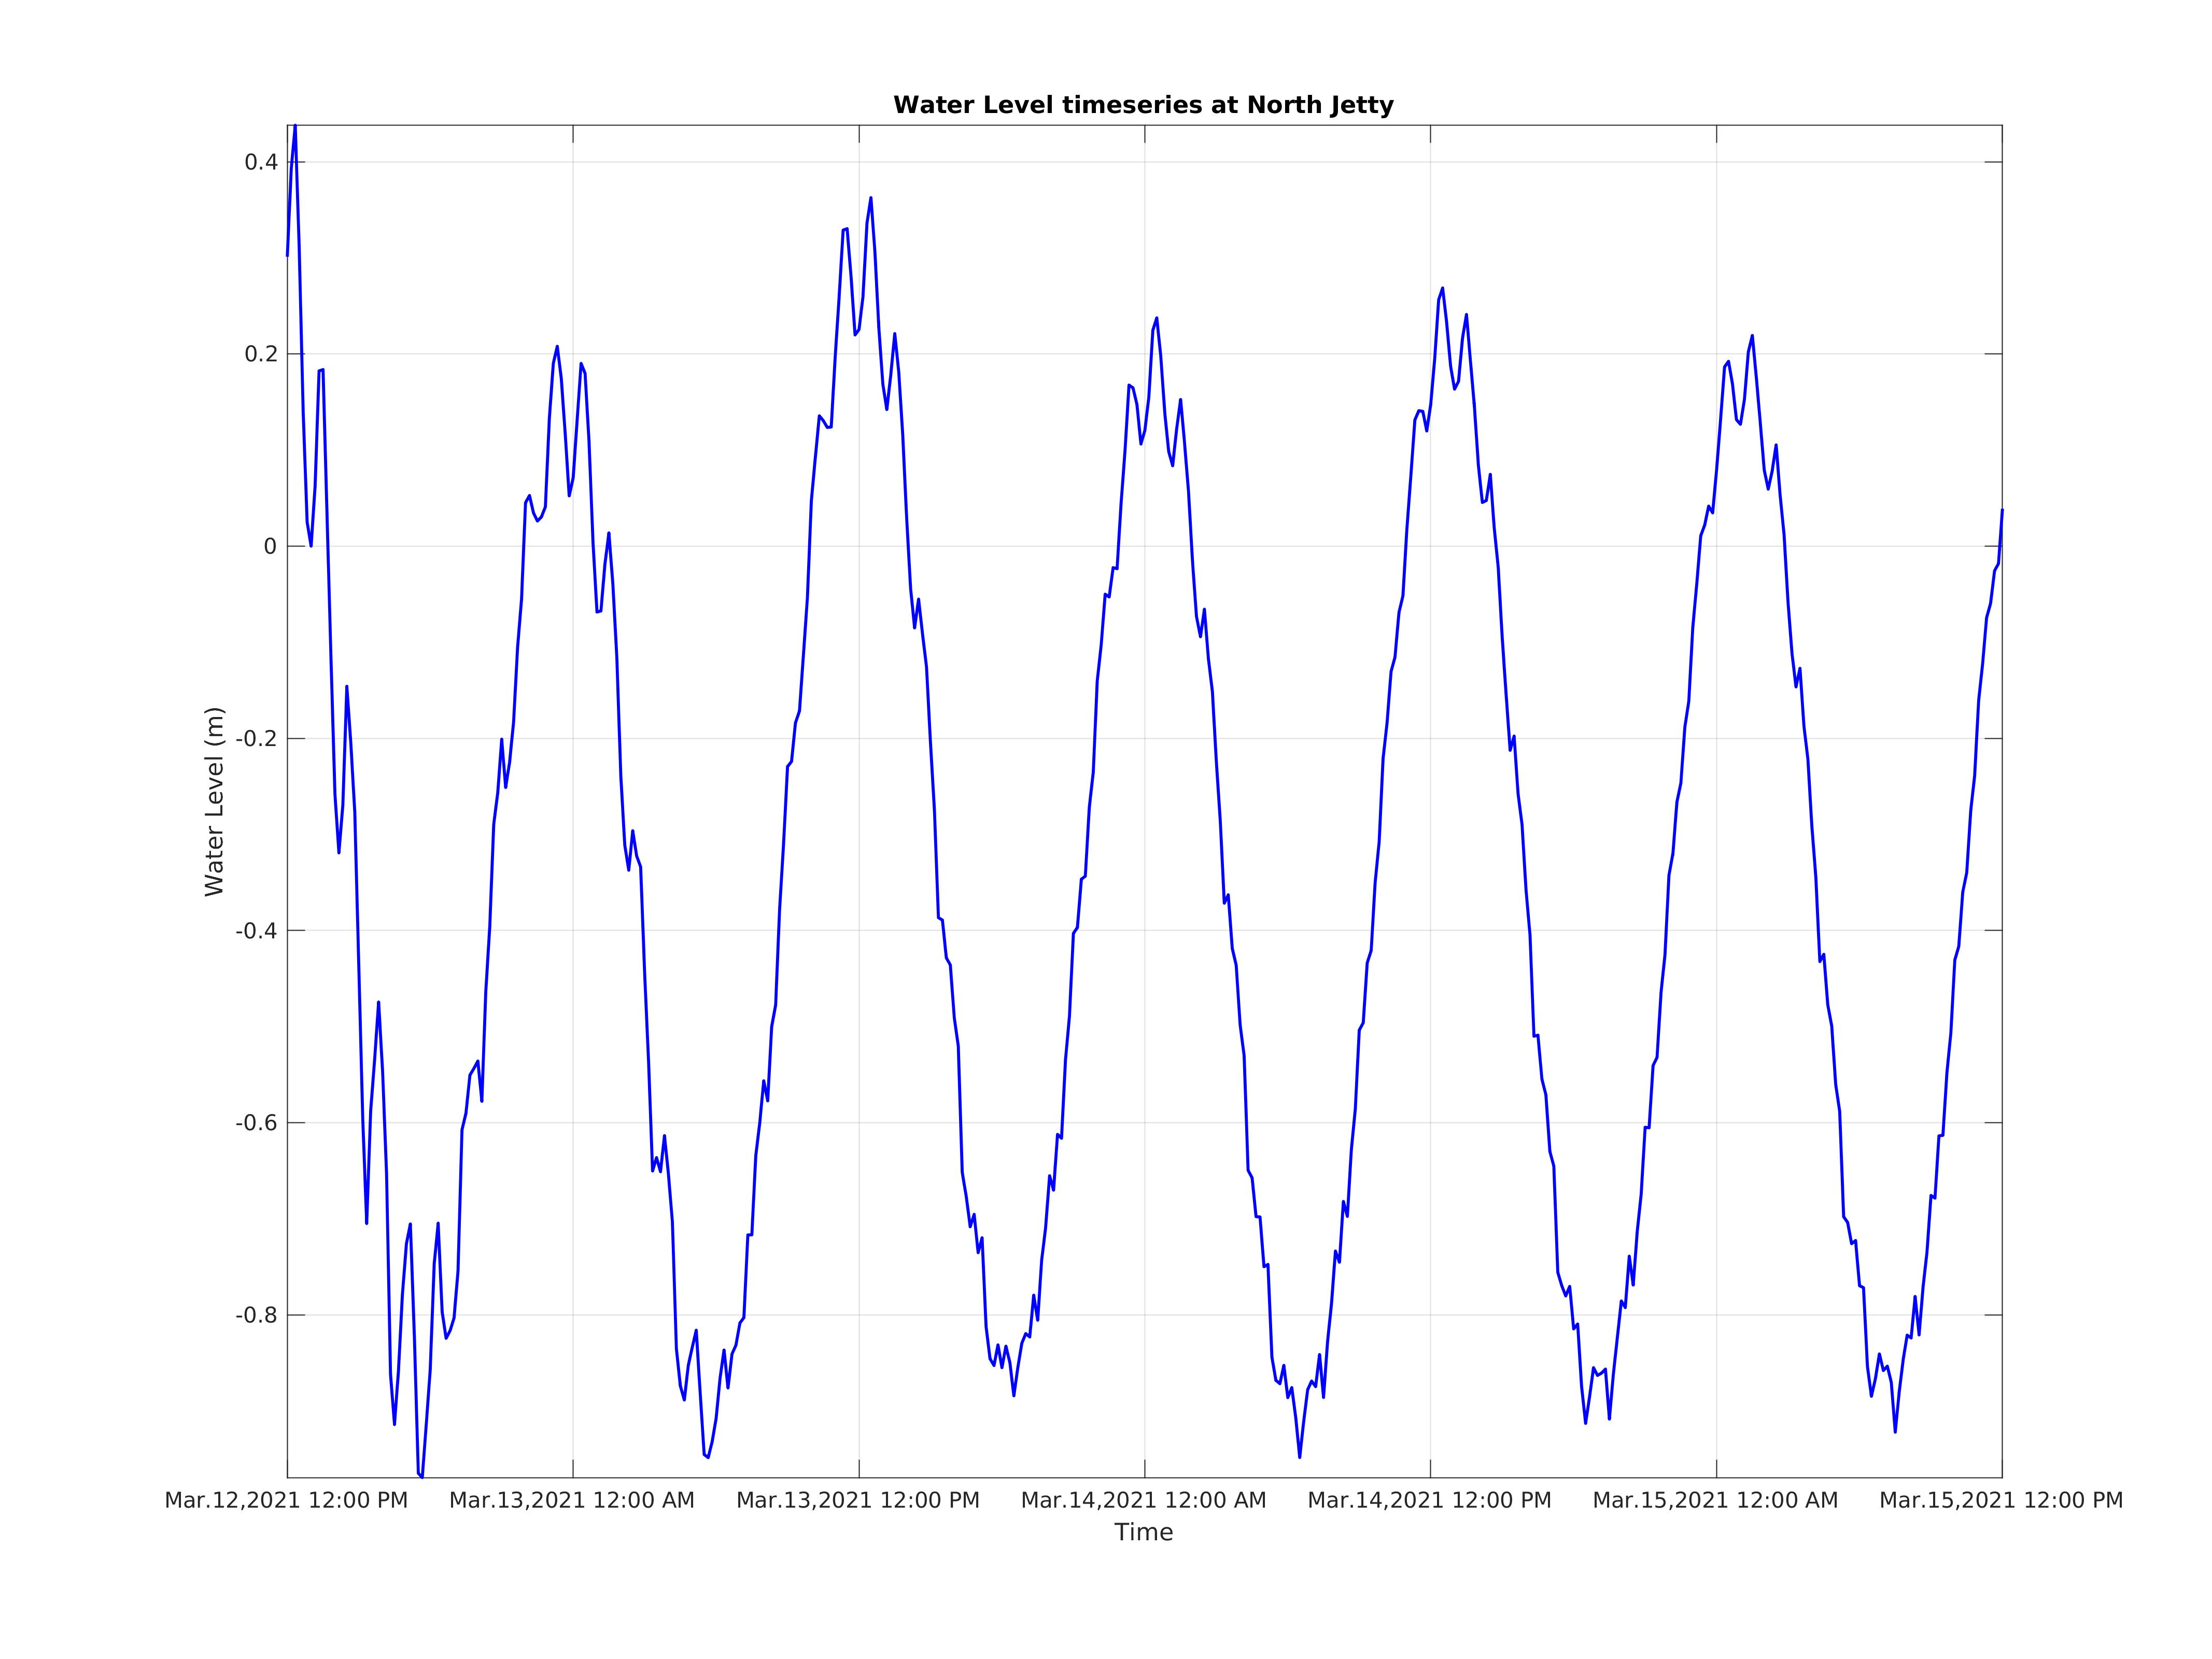 Water Level timeseries at North Jetty
0.4
0.2
0
-0.2
-0.4
-0.6
-0.8
Water Level (m)
Mar.12,2021 12:00 PM
Mar.13,2021 12:00 AM
Mar.13,2021 12:00 PM
Mar.14,2021 12:00 AM
Mar.14,2021 12:00 PM
Mar.15,2021 12:00 AM
Mar.15,2021 12:00 PM
Time